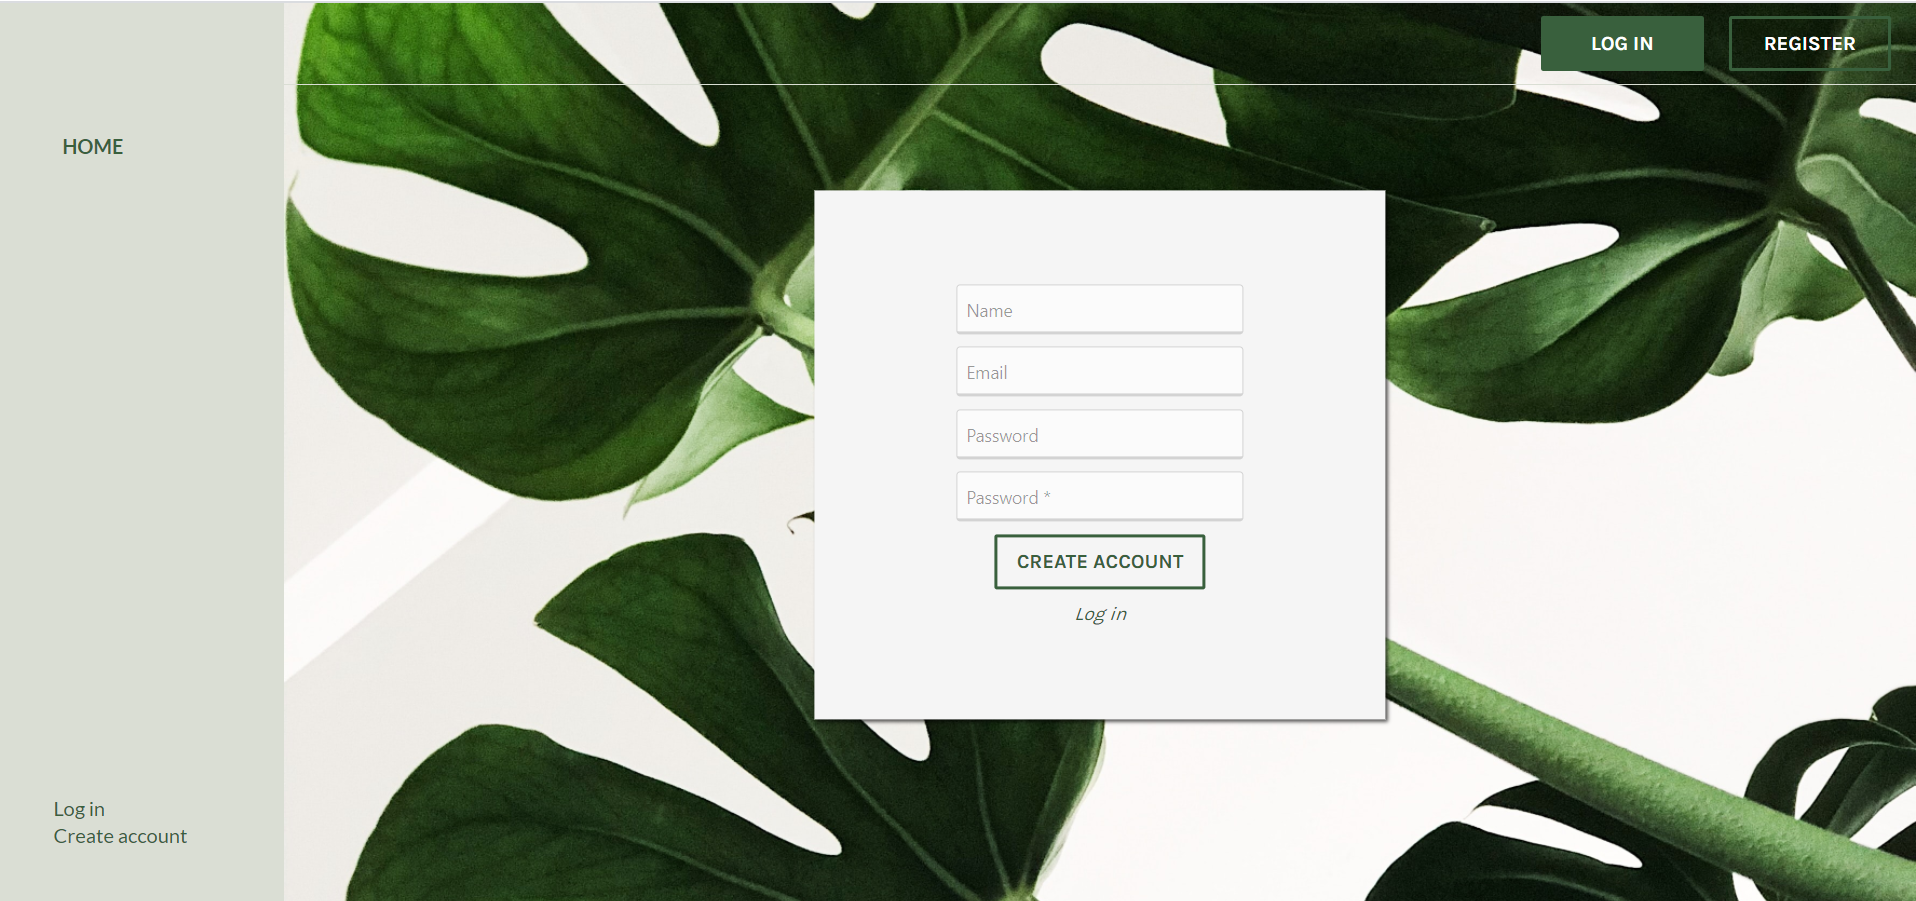 LOG IN
REGISTER
HOME
Name
Email
Password
Password *
CREATE ACCOUNT
Log in
Log in
Create account